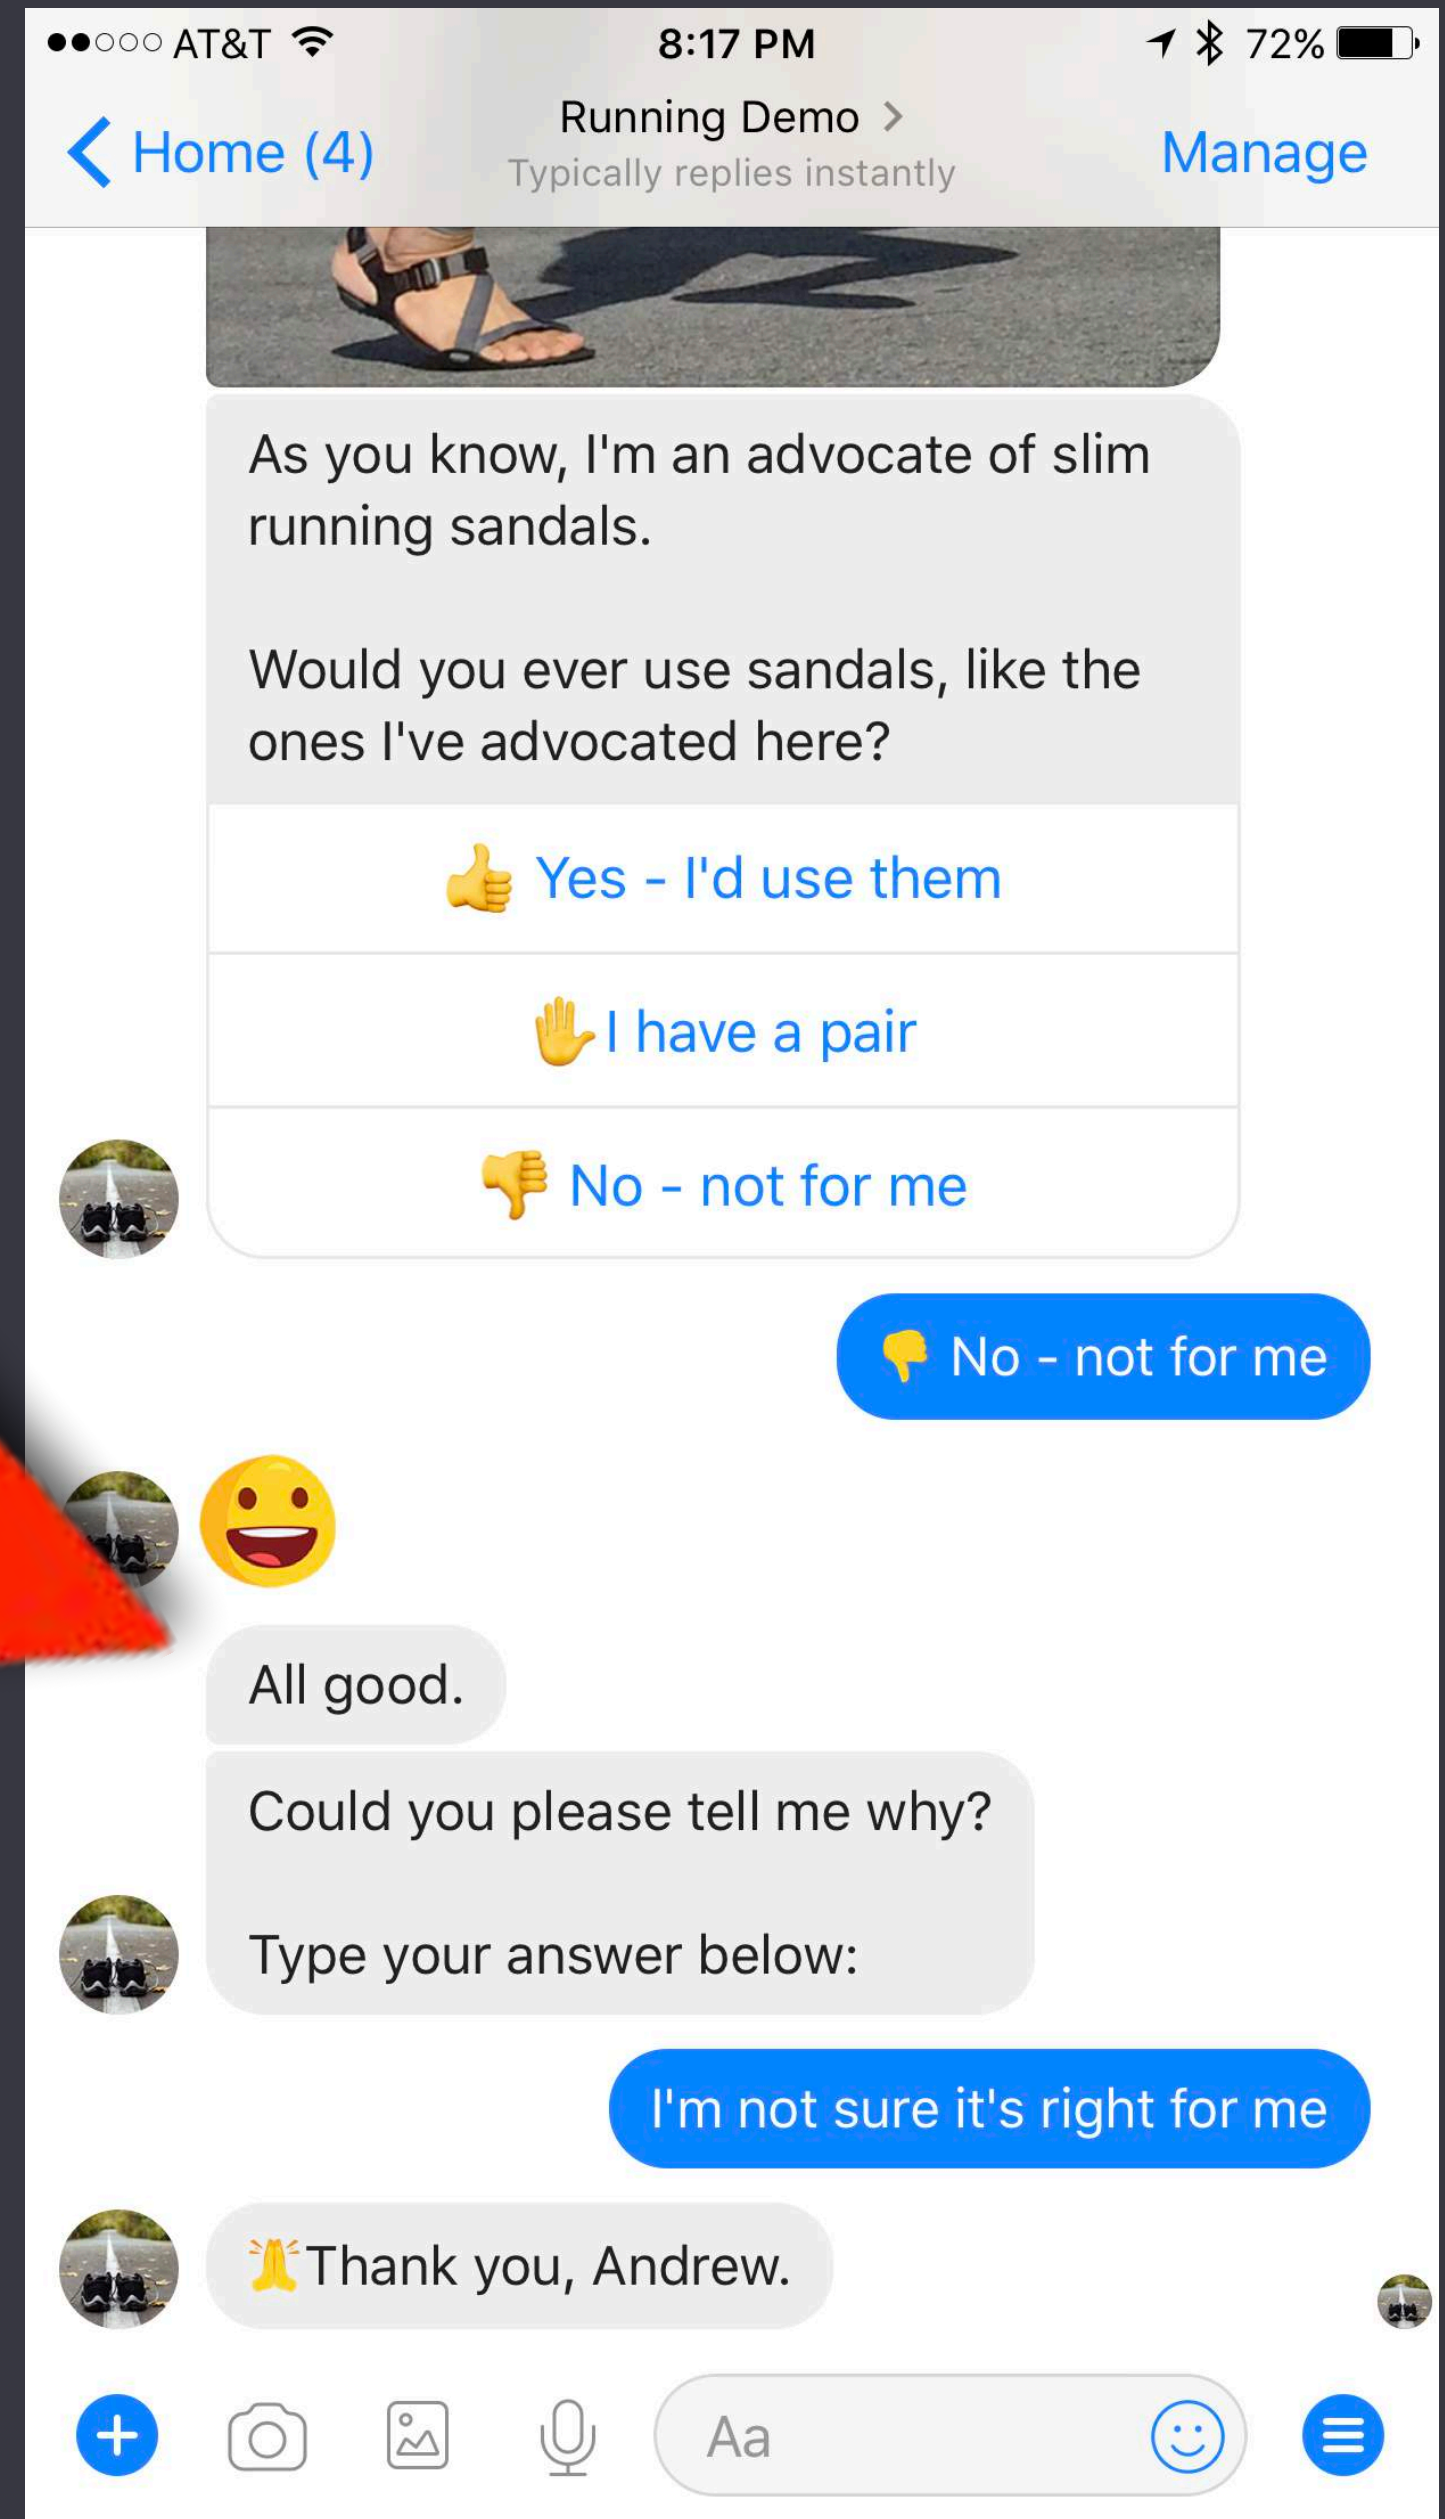 AT&T 8:17 PM 72%
Home (4) Running Demo > Manage
Typically replies instantly
As you know, I'm an advocate of slim
running sandals.
Would you ever use sandals, like the
ones I've advocated here?
👍 Yes - I'd use them
✋ I have a pair
👎 No - not for me
👎 No - not for me
😀
All good.
Could you please tell me why?
Type your answer below:
I'm not sure it's right for me
🙏Thank you, Andrew.
Aa